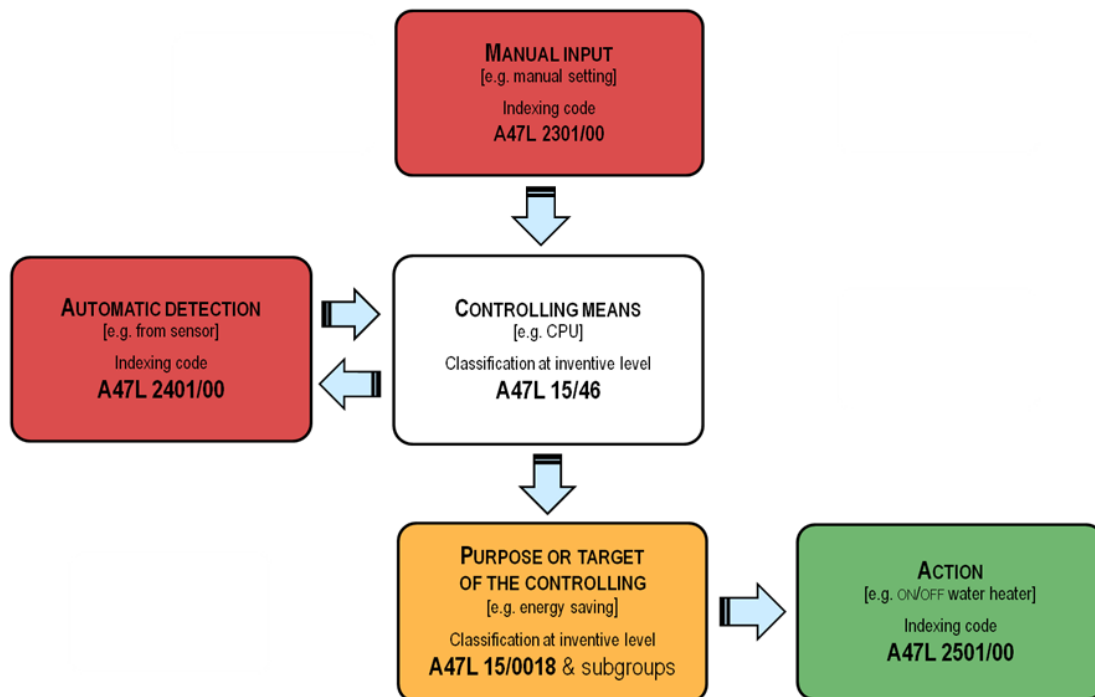 MANUAL INPUT
[e.g. manual setting]
Indexing code
A47L 2301/00
AUTOMATIC DETECTION
[e.g. from sensor]
Indexing code
A47L 2401/00
CONTROLLING MEANS
[e.g. CPU]
Classification at inventive level
A47L 15/46
PURPOSE OR TARGET
OF THE CONTROLLING
[e.g. energy saving]
Classification at inventive level
A47L 15/0018 & subgroups
ACTION
[e.g. ON/OFF water heater]
Indexing code
A47L 2501/00